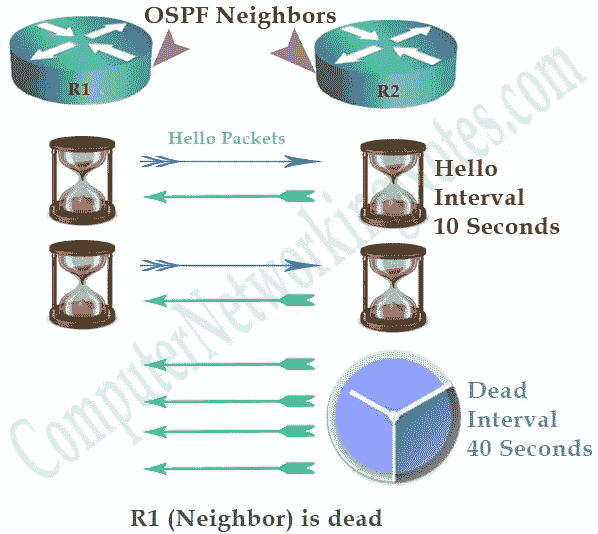 OSPF Neighbors
R1
R2
Hello Packets
Hello
Interval
10 Seconds
Dead
Interval
40 Seconds
R1 (Neighbor) is dead
ComputerNetworkingNotes.com